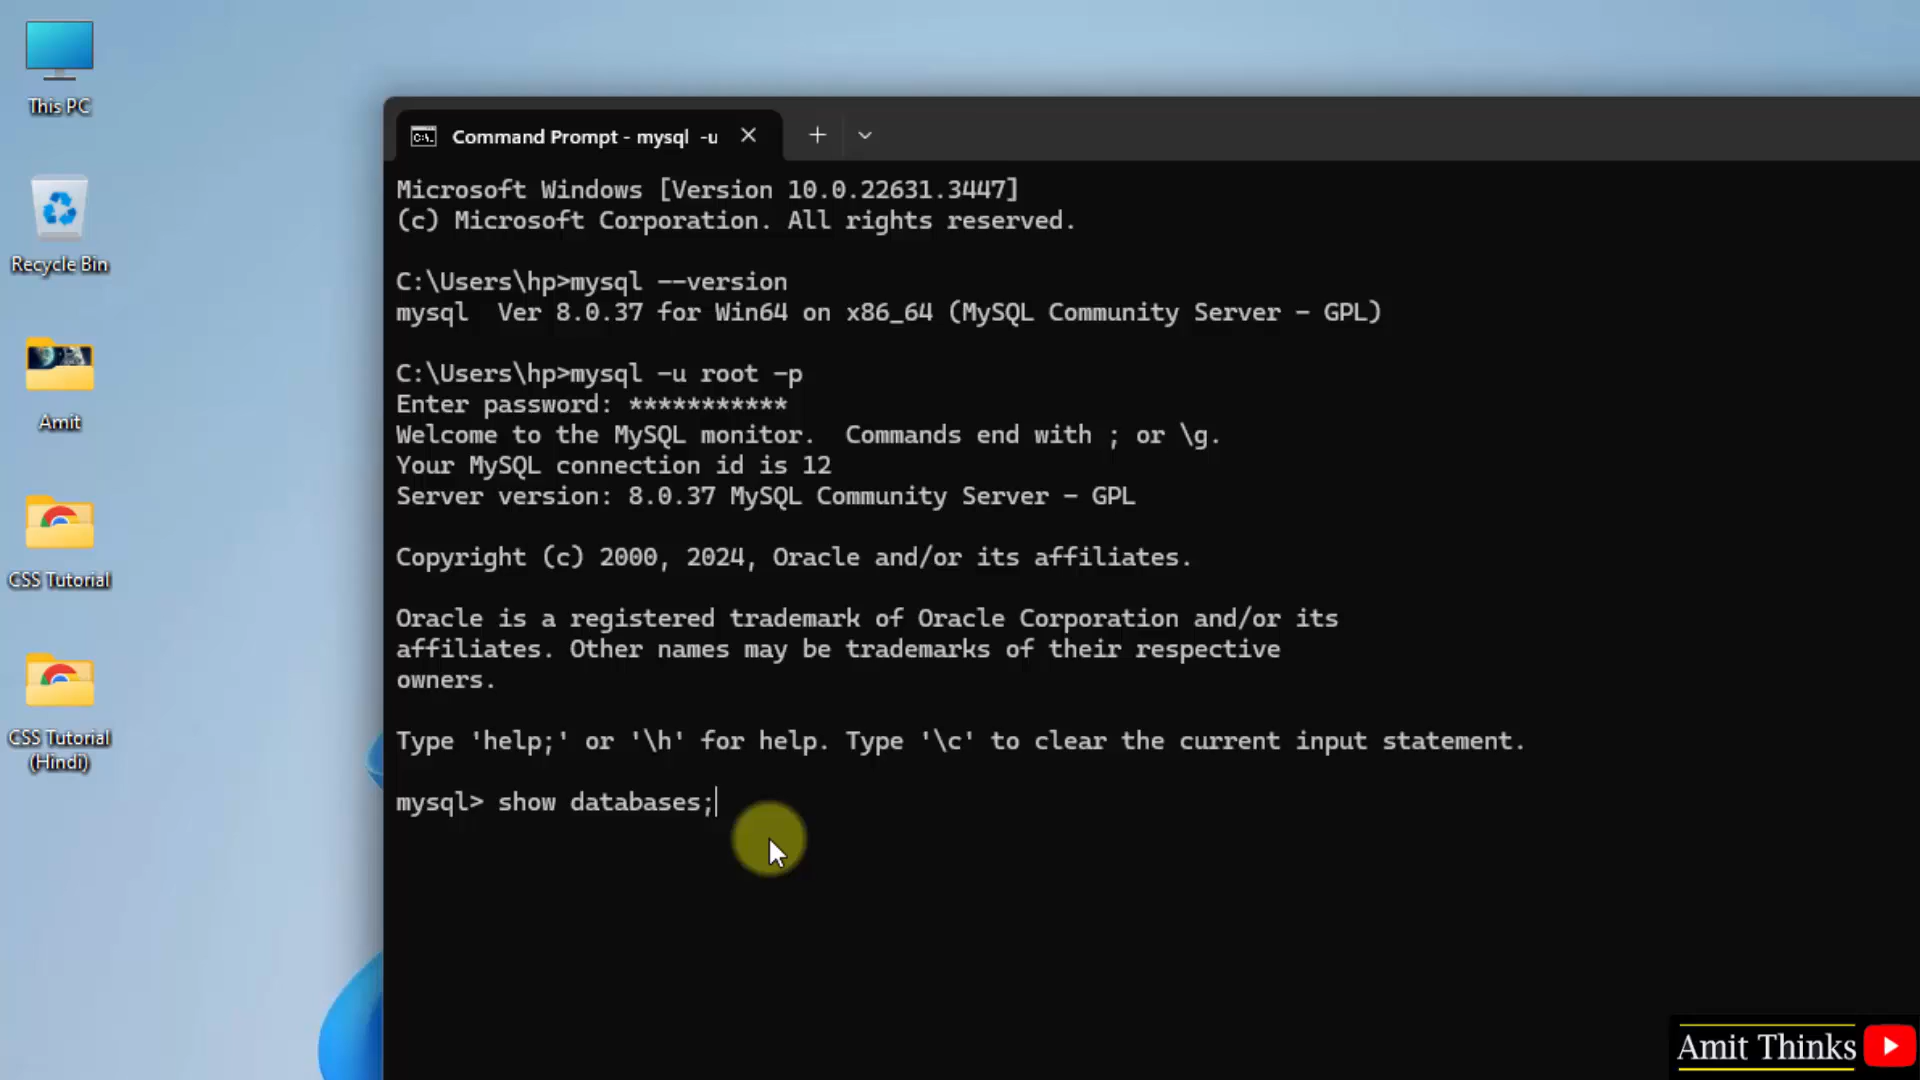 This PC
Recycle Bin
Amit
CSS Tutorial
CSS Tutorial
(Hindi)
Command Prompt - mysql -u
Microsoft Windows [Version 10.0.22631.3447]
(c) Microsoft Corporation. All rights reserved.
C:\Users\hp>mysql --version
mysql  Ver 8.0.37 for Win64 on x86_64 (MySQL Community Server - GPL)
C:\Users\hp>mysql -u root -p
Enter password: ***********
Welcome to the MySQL monitor.  Commands end with ; or \g.
Your MySQL connection id is 12
Server version: 8.0.37 MySQL Community Server - GPL
Copyright (c) 2000, 2024, Oracle and/or its affiliates.
Oracle is a registered trademark of Oracle Corporation and/or its
affiliates. Other names may be trademarks of their respective
owners.
Type 'help;' or '\h' for help. Type '\c' to clear the current input statement.
mysql> show databases;
Amit Thinks